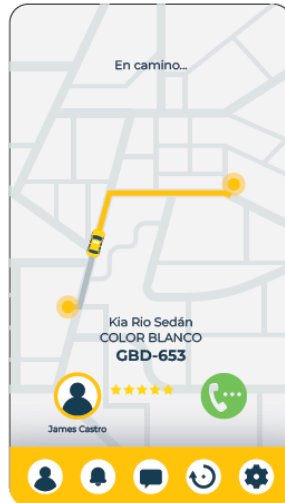 En camino...
Kia Rio Sedán
COLOR BLANCO
GBD-653
James Castro